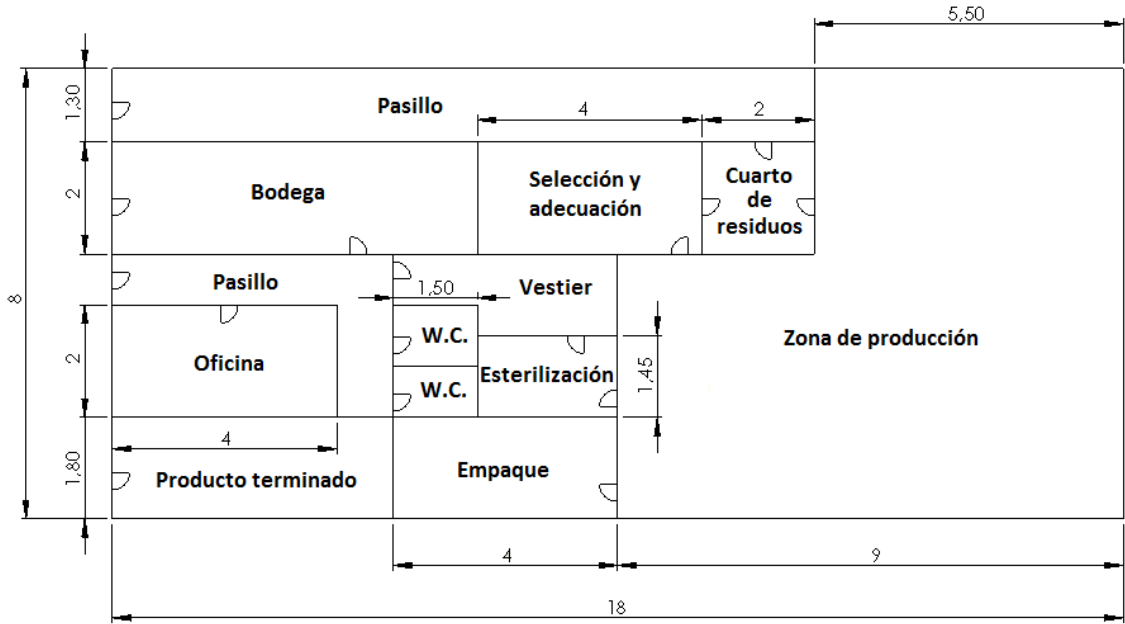 5,50
1,30
Pasillo
4
2
2
Bodega
Selección y
adecuación
Cuarto
de
residuos
Pasillo
1,50
Vestier
8
2
Oficina
W.C.
W.C.
Esterilización
1,45
Zona de producción
4
1,80
Producto terminado
Empaque
4
9
18